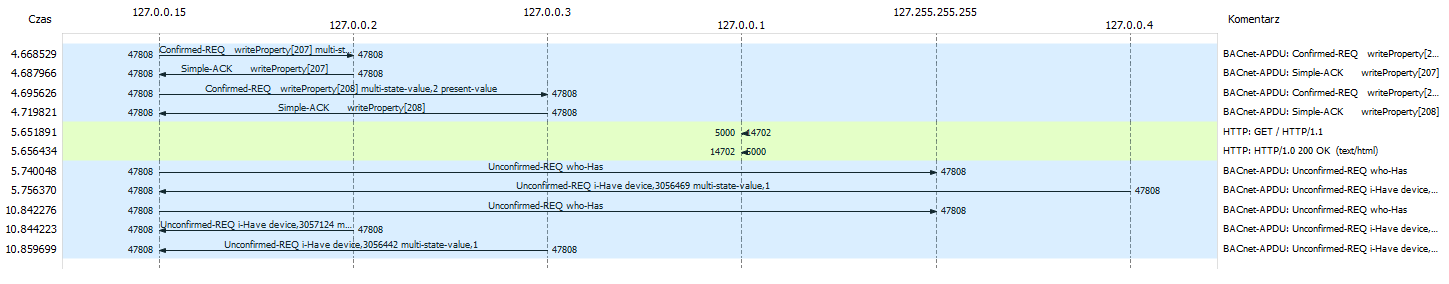 Czas 127.0.0.15 127.0.0.2 127.0.0.3 127.0.0.1 127.255.255.255 127.0.0.4 Komentarz
4.668529 47808 Confirmed-REQ writeProperty[207] multi-st... 47808 BACnet-APDU: Confirmed-REQ writeProperty[2...
4.687966 47808 Simple-ACK writeProperty[207] 47808 BACnet-APDU: Simple-ACK writeProperty[207]
4.695626 47808 Confirmed-REQ writeProperty[208] multi-state-value,2 present-value 47808 BACnet-APDU: Confirmed-REQ writeProperty[2...
4.719821 47808 Simple-ACK writeProperty[208] 47808 BACnet-APDU: Simple-ACK writeProperty[208]
5.651891 5000 14702 HTTP: GET / HTTP/1.1
5.656434 14702 5000 HTTP: HTTP/1.0 200 OK (text/html)
5.740048 47808 Unconfirmed-REQ who-Has 47808 BACnet-APDU: Unconfirmed-REQ who-Has
5.756370 47808 Unconfirmed-REQ i-Have device,3056469 multi-state-value,1 47808 BACnet-APDU: Unconfirmed-REQ i-Have device,...
10.842276 47808 Unconfirmed-REQ who-Has 47808 BACnet-APDU: Unconfirmed-REQ who-Has
10.844223 47808 Unconfirmed-REQ i-Have device,3057124 m... 47808 BACnet-APDU: Unconfirmed-REQ i-Have device,...
10.859699 47808 Unconfirmed-REQ i-Have device,3056442 multi-state-value,1 47808 BACnet-APDU: Unconfirmed-REQ i-Have device,...